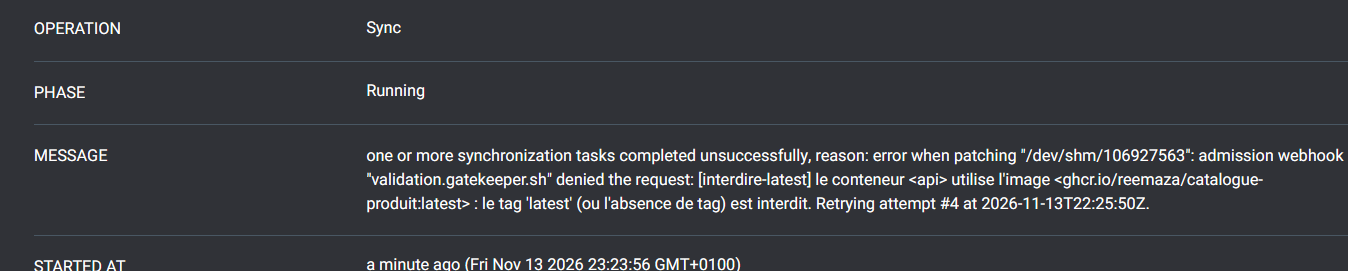 OPERATION Sync
PHASE Running
MESSAGE one or more synchronization tasks completed unsuccessfully, reason: error when patching "/dev/shm/106927563": admission webhook
"validation.gatekeeper.sh" denied the request: [interdire-latest] le conteneur <api> utilise l'image <ghcr.io/reemaza/catalogue-
produit:latest> : le tag 'latest' (ou l'absence de tag) est interdit. Retrying attempt #4 at 2026-11-13T22:25:50Z.
STARTED AT a minute ago (Fri Nov 13 2026 23:23:56 GMT+0100)